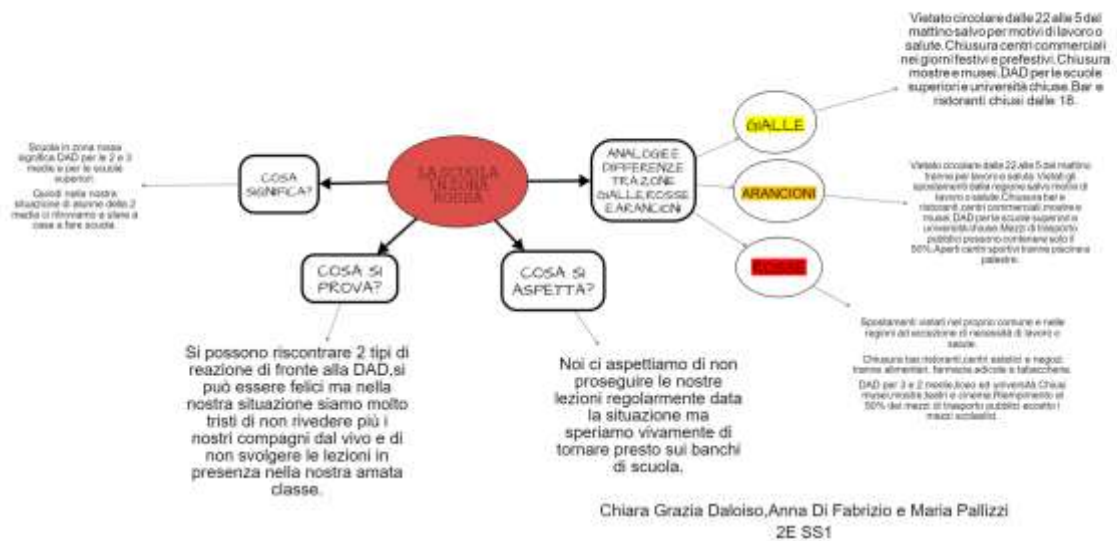 LA SCUOLA
IN ZONA
ROSSA
COSA
SIGNIFICA?
Scuola in zona rossa
significa DAD per le 2 e 3
medie e per le scuole
superiori.
Quindi nella nostra
situazione di alunne della 2
media ci ritroviamo a stare a
casa a fare scuola.
COSA SI
PROVA?
Si possono riscontrare 2 tipi di
reazione di fronte alla DAD,si
può essere felici ma nella
nostra situazione siamo molto
tristi di non rivedere più i
nostri compagni dal vivo e di
non svolgere le lezioni in
presenza nella nostra amata
classe.
COSA SI
ASPETTA?
Noi ci aspettiamo di non
proseguire le nostre
lezioni regolarmente data
la situazione ma
speriamo vivamente di
tornare presto sui banchi
di scuola.
ANALOGIE E
DIFFERENZE
TRA ZONE
GIALLE,ROSSE
E ARANCIONI
GIALLE
Vietato circolare dalle 22 alle 5 del
mattino salvo per motivi di lavoro o
salute.Chiusura centri commerciali
nei giorni festivi e prefestivi.Chiusura
mostre e musei.DAD per le scuole
superiori e università chiuse.Bar e
ristoranti chiusi dalle 18.
ARANCIONI
Vietato circolare dalle 22 alle 5 del mattino
tranne per lavoro e salute. Vietati gli
spostamenti dalla regione salvo motivi di
lavoro o salute.Chiusura bar e
ristoranti,centri commerciali,mostre e
musei. DAD per le scuole superiori e
università chiuse.Mezzi di trasporto
pubblico possono contenere solo il
50%.Aperti centri sportivi tranne piscine e
palestre.
ROSSE
Spostamenti vietati nel proprio comune e nelle
regioni ad eccezione di necessità di lavoro o
salute.
Chiusura bar,ristoranti,centri estetici e negozi
tranne alimentari, farmacie,edicole e tabaccherie.
DAD per 3 e 2 medie,liceo ed università.Chiusi
musei,mostre,teatri e cinema.Riempimento al
50% dei mezzi di trasporto pubblico eccetto i
mezzi scolastici.
Chiara Grazia Daloiso,Anna Di Fabrizio e Maria Pallizzi
2E SS1